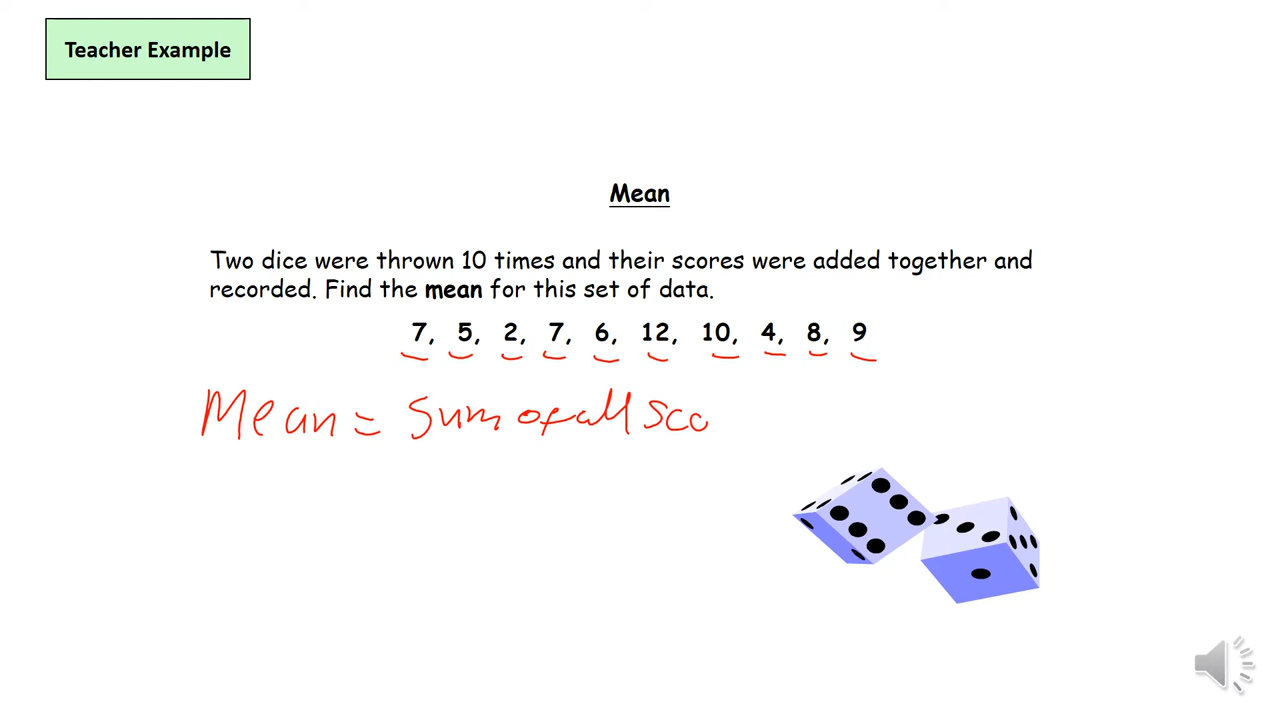 Teacher Example
Mean
Two dice were thrown 10 times and their scores were added together and
recorded. Find the mean for this set of data.
7, 5, 2, 7, 6, 12, 10, 4, 8, 9
Mean = Sum of all Sco